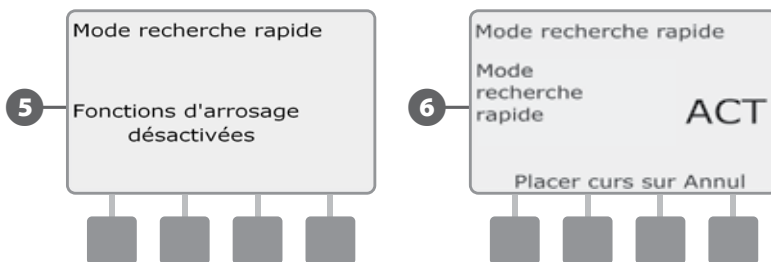 5
Mode recherche rapide
Fonctions d'arrosage
désactivées
6
Mode recherche rapide
Mode
recherche
rapide
ACT
Placer curs sur Annul